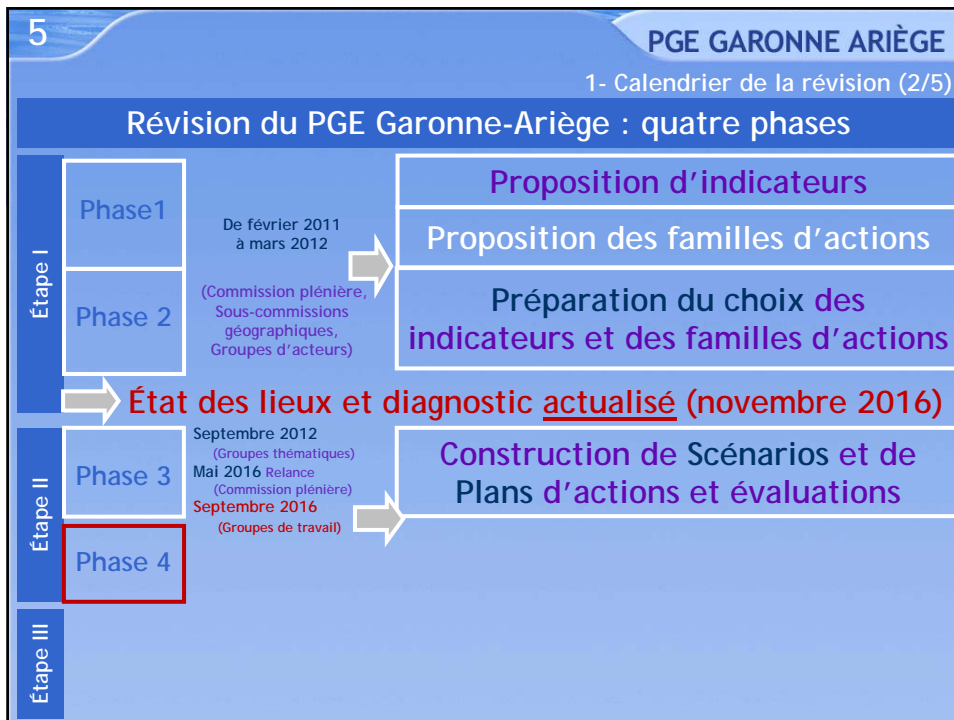 5
PGE GARONNE ARIÈGE
1- Calendrier de la révision (2/5)
Révision du PGE Garonne-Ariège : quatre phases
Étape I
Phase1
Phase 2
De février 2011
à mars 2012
(Commission plénière,
Sous-commissions
géographiques,
Groupes d'acteurs)
Proposition d'indicateurs
Proposition des familles d'actions
Préparation du choix des
indicateurs et des familles d'actions
État des lieux et diagnostic actualisé (novembre 2016)
Étape II
Phase 3
Phase 4
Septembre 2012
(Groupes thématiques)
Mai 2016 Relance
(Commission plénière)
Septembre 2016
(Groupes de travail)
Construction de Scénarios et de
Plans d'actions et évaluations
Étape III